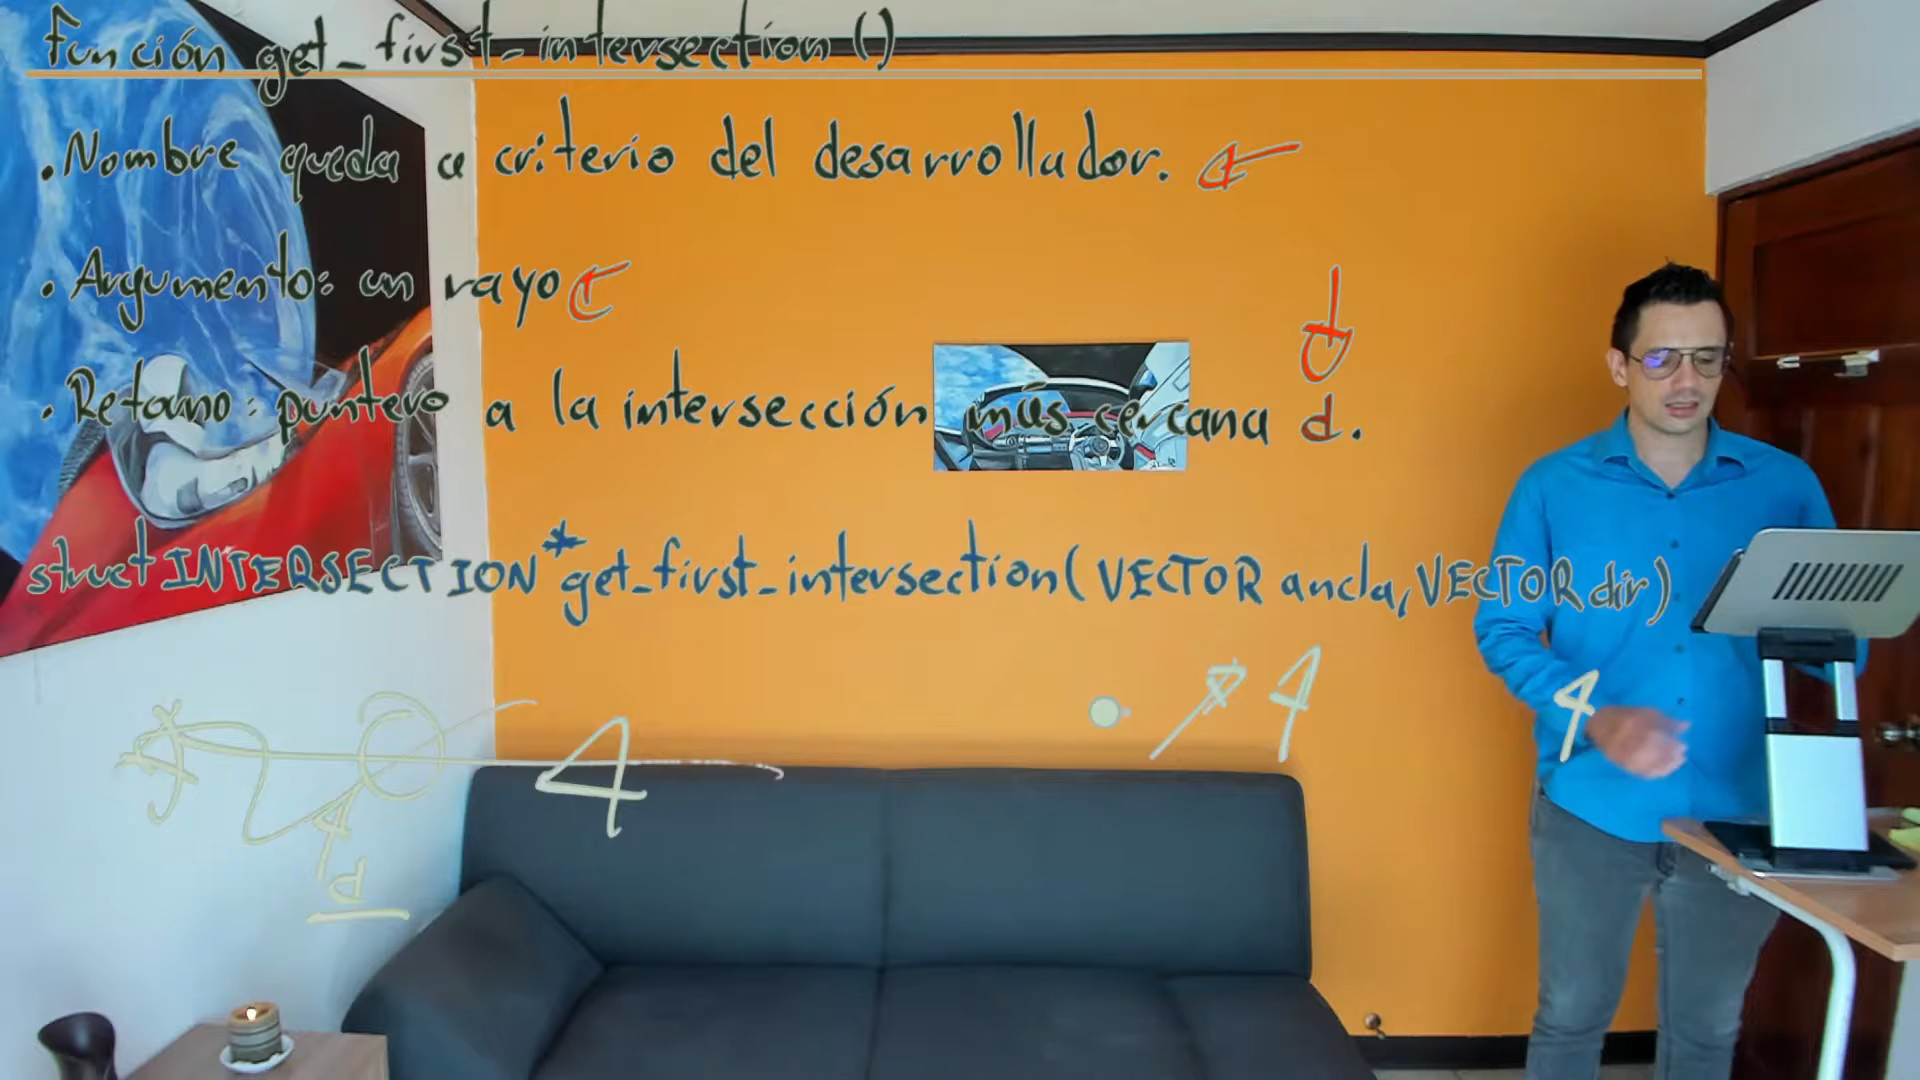 Función get_first_intersection ()
• Nombre queda a criterio del desarrollador.
• Argumento: un rayo
• Retorno: puntero a la intersección más cercana d.
struct INTERSECTION* get_first_intersection(VECTOR ancla, VECTOR dir)
d